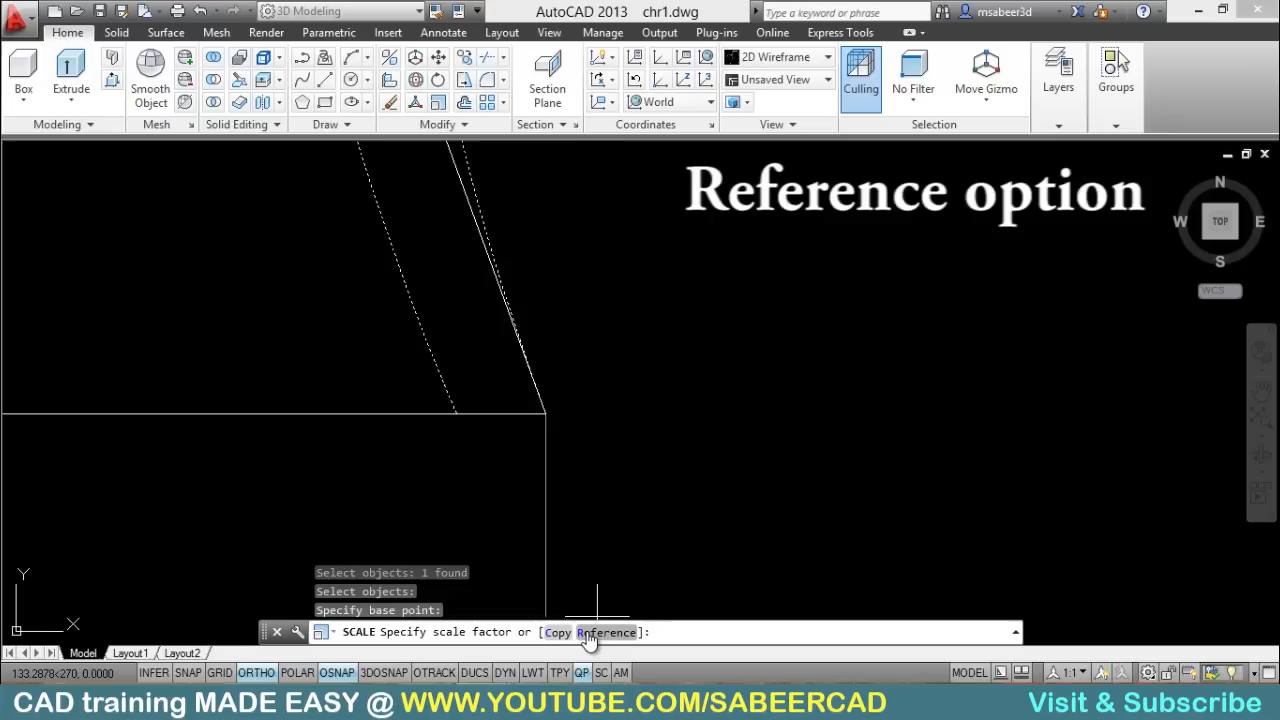 3D Modeling
AutoCAD 2013 chr1.dwg
Type a keyword or phrase
msabeer3d
Home Solid Surface Mesh Render Parametric Insert Annotate Layout View Manage Output Plug-ins Online Express Tools
Box
Extrude
Smooth
Object
Section
Plane
2D Wireframe
Unsaved View
World
Culling
No Filter
Move Gizmo
Layers
Groups
Modeling Mesh Solid Editing Draw Modify Section Coordinates View Selection
Reference option
N
W TOP E
S
WCS
Select objects: 1 found
Select objects:
Specify base point:
SCALE Specify scale factor or [Copy Reference]:
Y
X
Model Layout1 Layout2
133.2878<270, 0.0000 INFER SNAP GRID ORTHO POLAR OSNAP 3DOSNAP OTRACK DUCS DYN LWT TPY QP SC AM MODEL 1:1
CAD training MADE EASY @ WWW.YOUTUBE.COM/SABEERCAD Visit & Subscribe